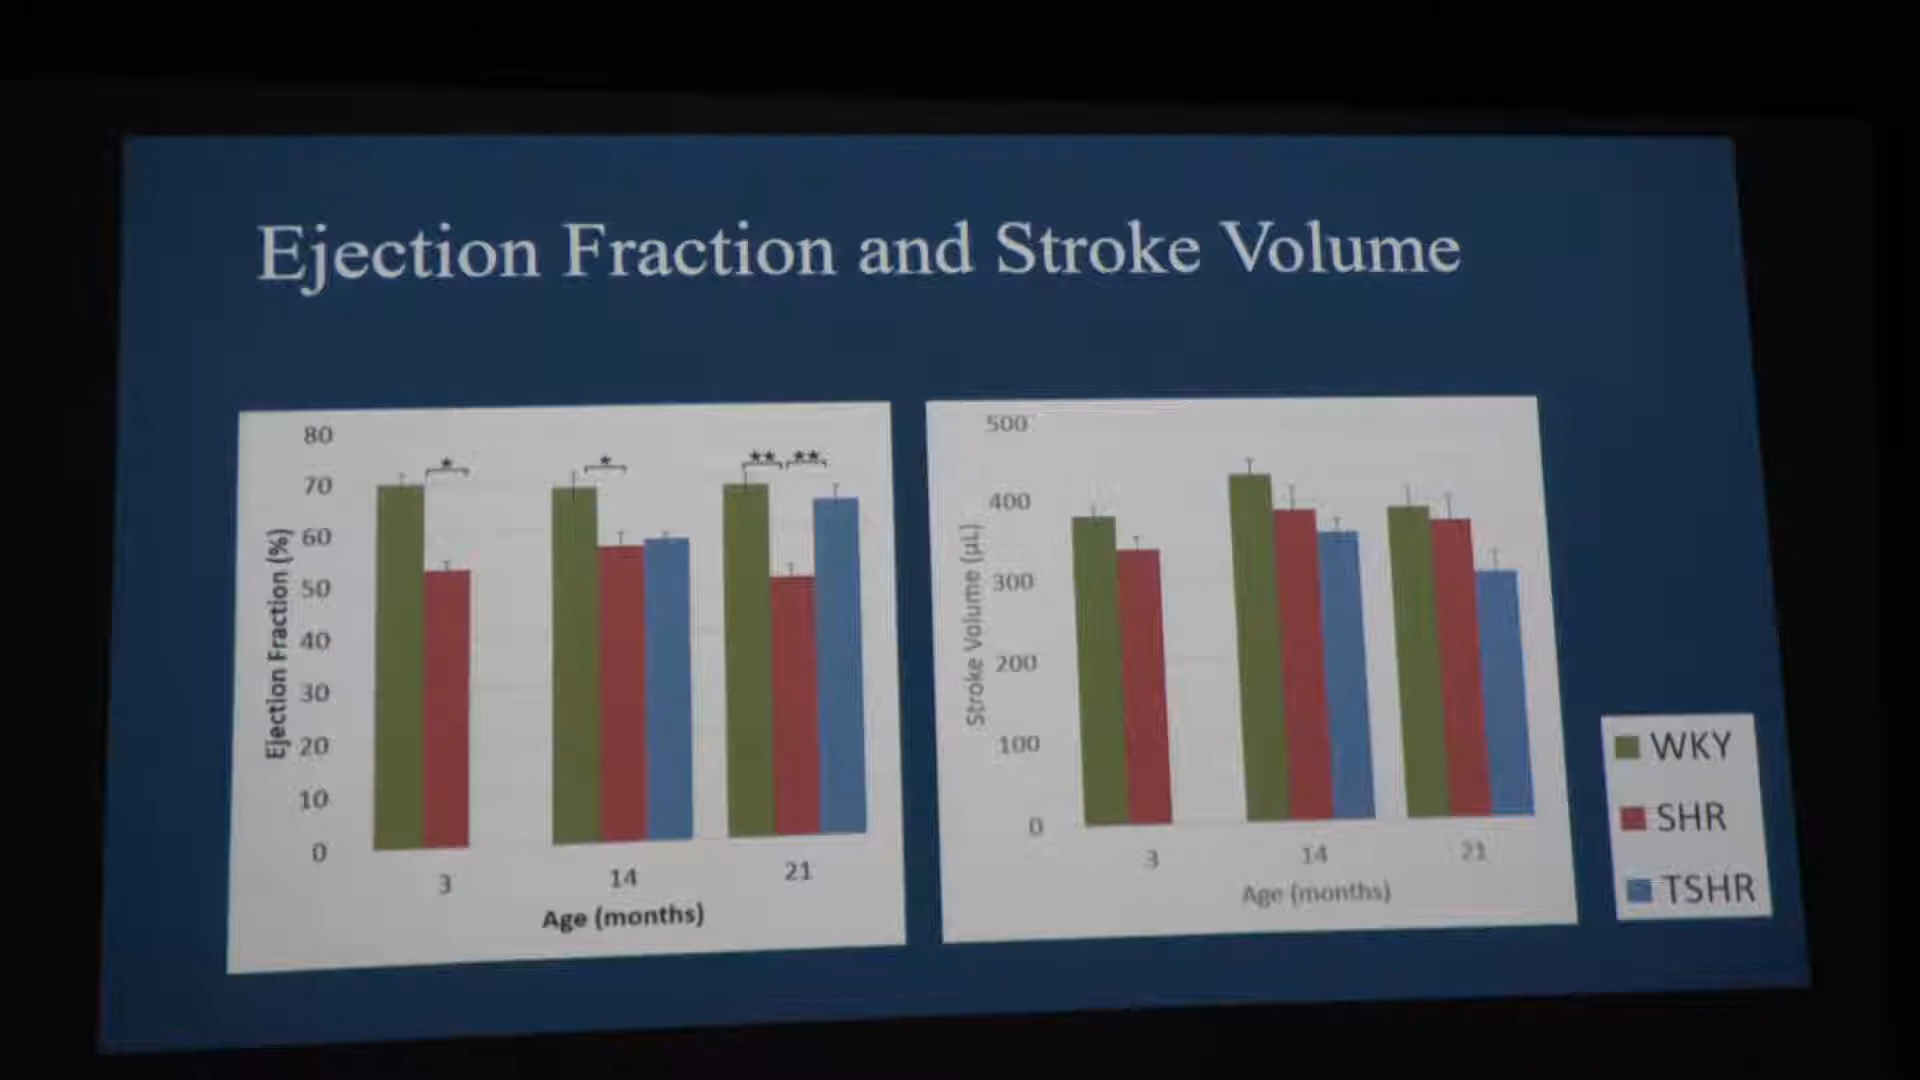 Ejection Fraction and Stroke Volume
80
70
60
50
40
30
20
10
0
Ejection Fraction (%)
*
*
** **
3 14 21
Age (months)
500
400
300
200
100
0
Stroke Volume (µL)
3 14 21
Age (months)
WKY
SHR
TSHR